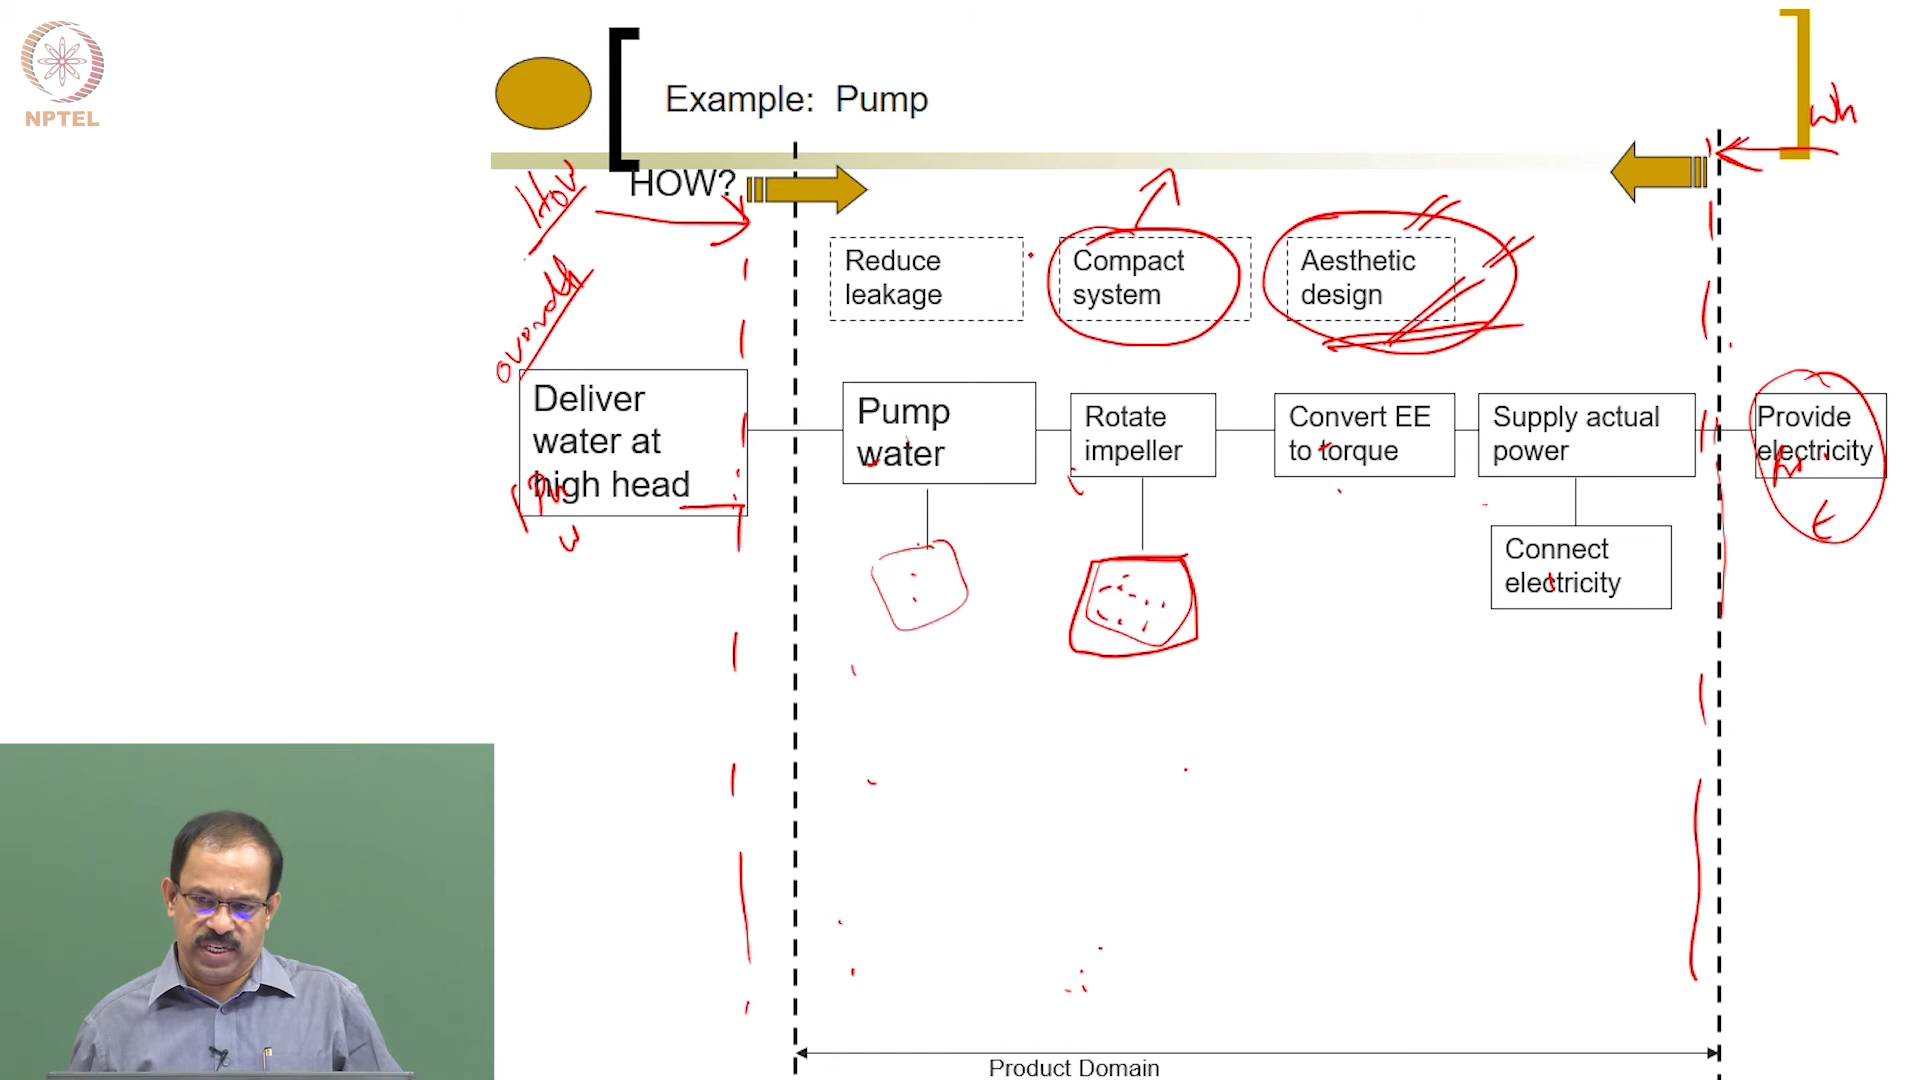 NPTEL
Example: Pump
Wh
HOW?
How
Reduce
leakage
Compact
system
Aesthetic
design
Deliver
water at
high head
Pump
water
Rotate
impeller
Convert EE
to torque
Supply actual
power
Provide
electricity
Connect
electricity
Product Domain